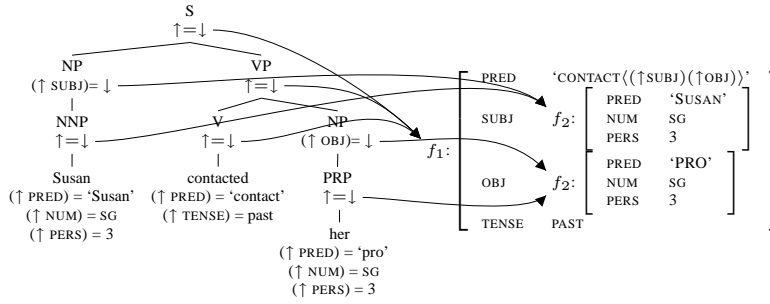 S
↑=↓
NP VP
(↑ SUBJ)= ↓ ↑=↓
NNP V NP
↑=↓ ↑=↓ (↑ OBJ)= ↓
Susan contacted PRP
(↑ PRED) = ‘Susan’ (↑ PRED) = ‘contact’ ↑=↓
(↑ NUM) = SG (↑ TENSE) = past
(↑ PERS) = 3 her
(↑ PRED) = ‘pro’
(↑ NUM) = SG
(↑ PERS) = 3
f1:
PRED ‘CONTACT⟨(↑SUBJ)(↑OBJ)⟩’
SUBJ f2:
PRED ‘SUSAN’
NUM SG
PERS 3
OBJ f2:
PRED ‘PRO’
NUM SG
PERS 3
TENSE PAST